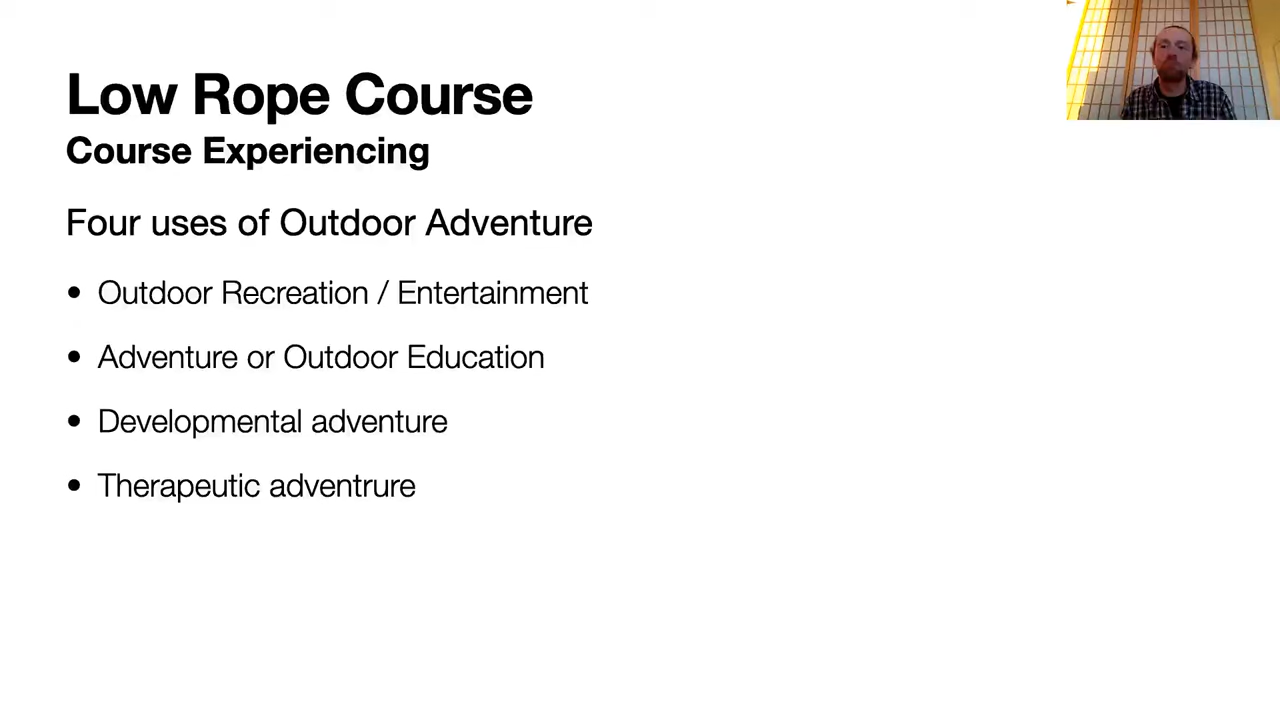 Low Rope Course
Course Experiencing
Four uses of Outdoor Adventure
• Outdoor Recreation / Entertainment
• Adventure or Outdoor Education
• Developmental adventure
• Therapeutic adventrure